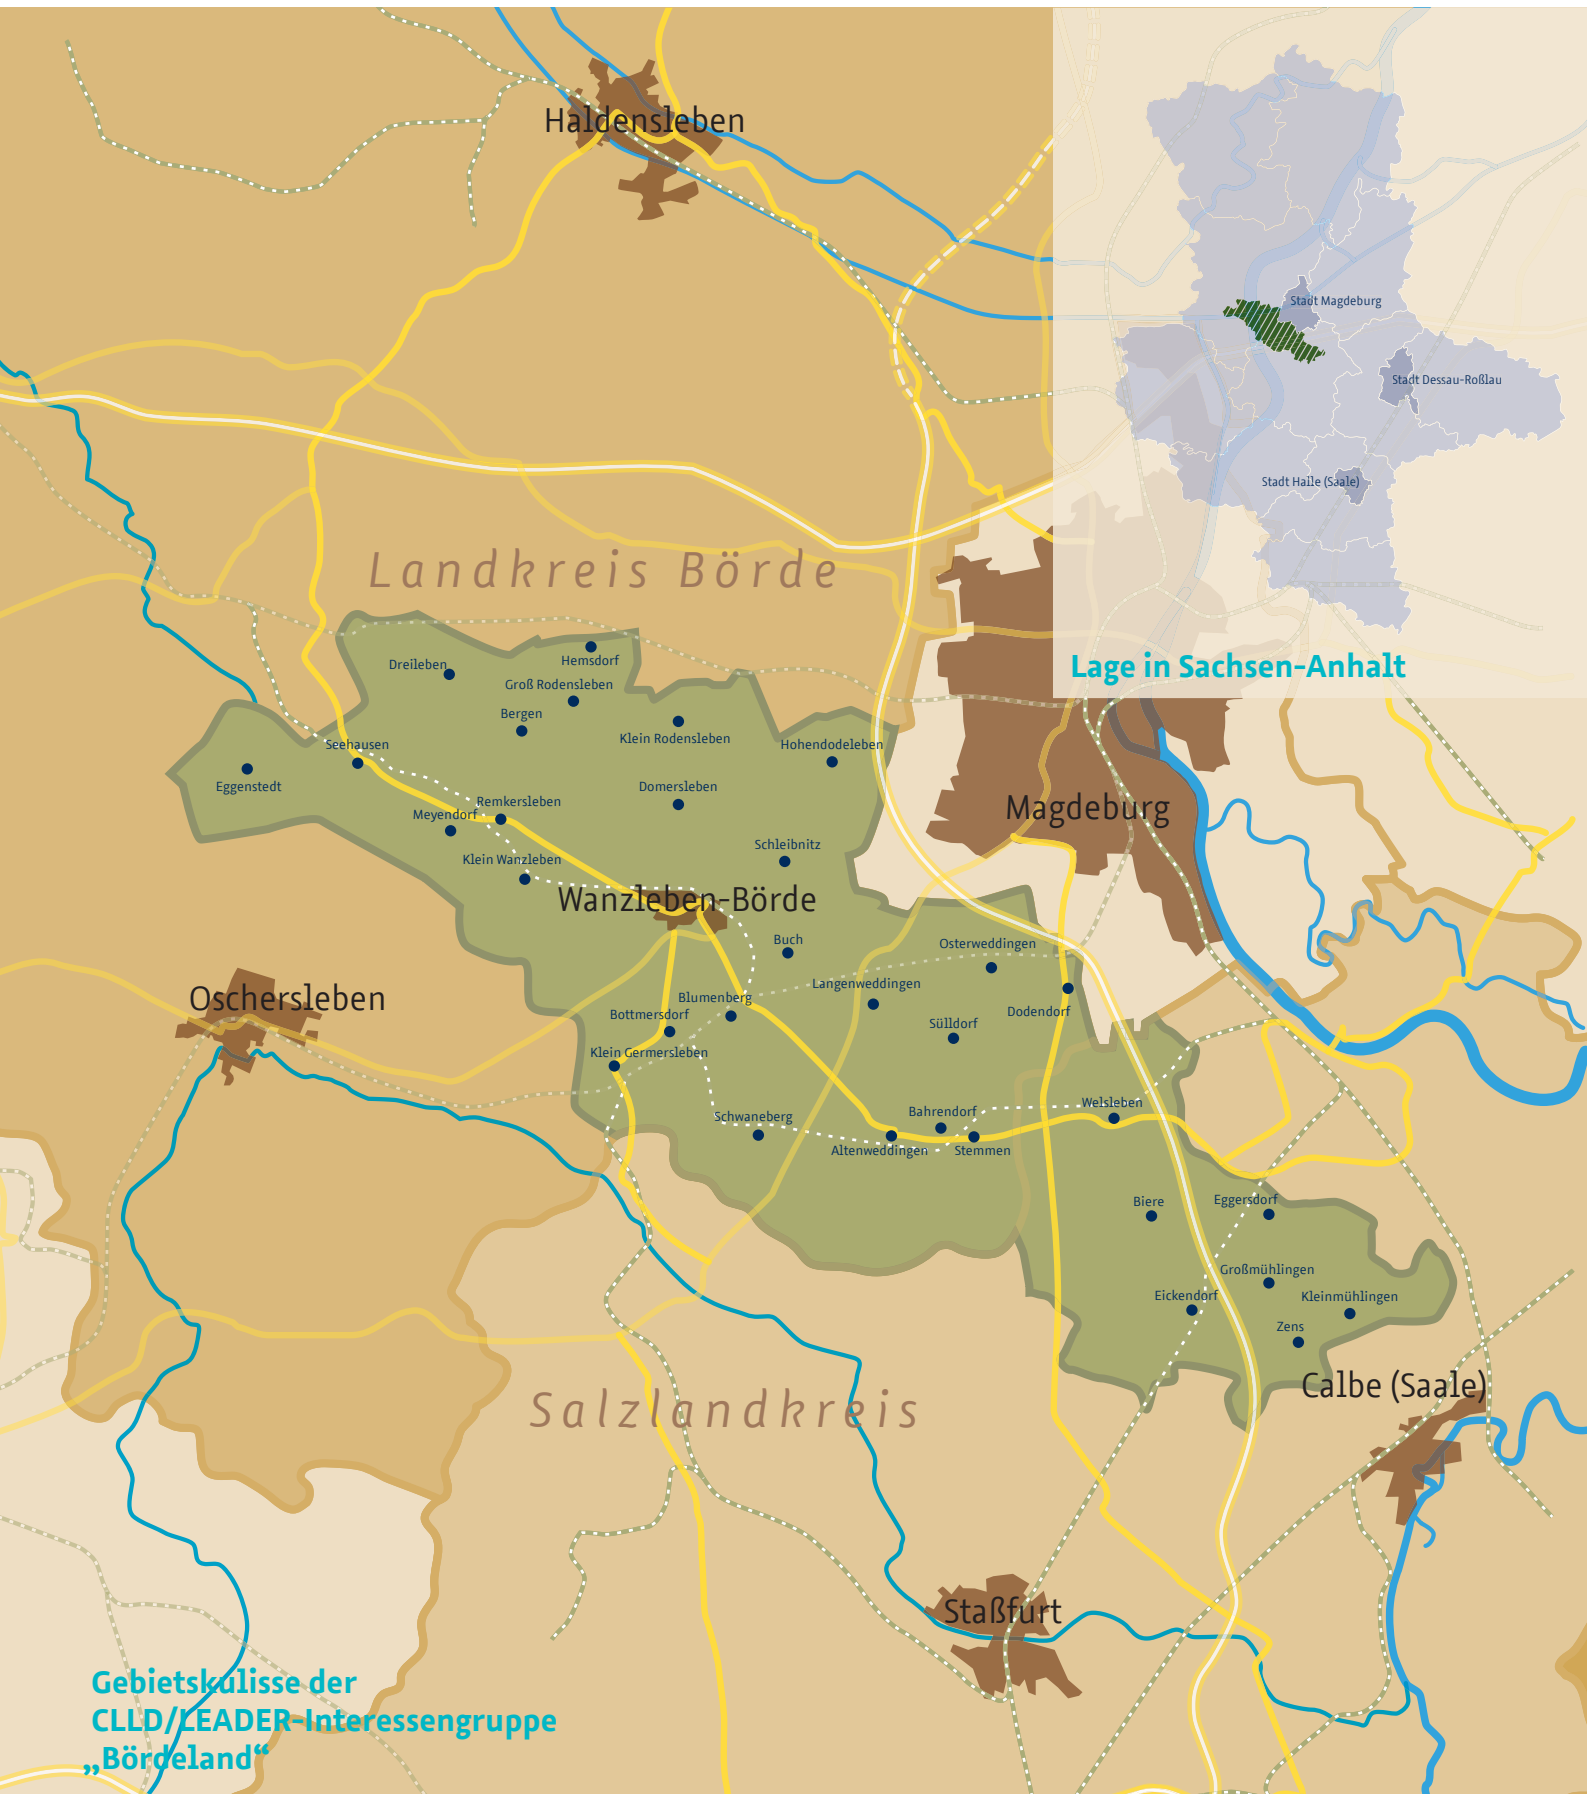 Haldensleben
Stadt Magdeburg
Stadt Dessau-Roßlau
Stadt Halle (Saale)
Landkreis Börde
Lage in Sachsen-Anhalt
Dreileben
Hemsdorf
Groß Rodensleben
Bergen
Klein Rodensleben
Seehausen
Hohendodeleben
Eggenstedt
Domersleben
Remkersleben
Meyendorf
Magdeburg
Schleibnitz
Klein Wanzleben
Wanzleben-Börde
Buch
Osterweddingen
Langenweddingen
Oschersleben
Blumenberg
Bottmersdorf
Dodendorf
Sülldorf
Klein Germersleben
Schwaneberg
Bahrendorf
Welsleben
Altenweddingen
Stemmen
Biere
Eggersdorf
Großmühlingen
Eickendorf
Kleinmühlingen
Zens
Calbe (Saale)
Salzlandkreis
Staßfurt
Gebietskulisse der
CLLD/LEADER-Interessengruppe
„Bördeland“